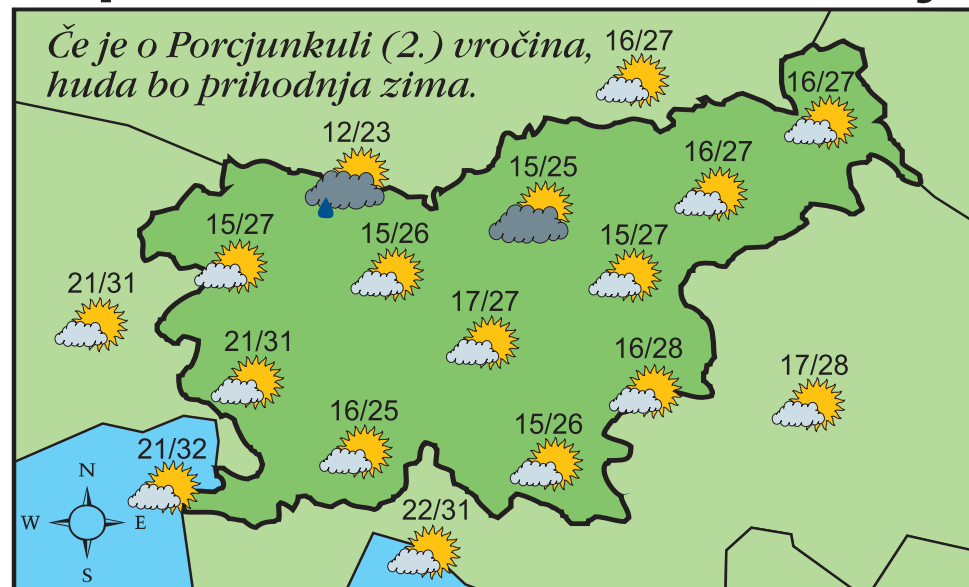 Če je o Porcjunkuli (2.) vročina,
huda bo prihodnja zima.
16/27
16/27
12/23
15/25
16/27
15/27
15/26
15/27
21/31
17/27
21/31
16/28
17/28
16/25
15/26
21/32
N
W
E
S
22/31